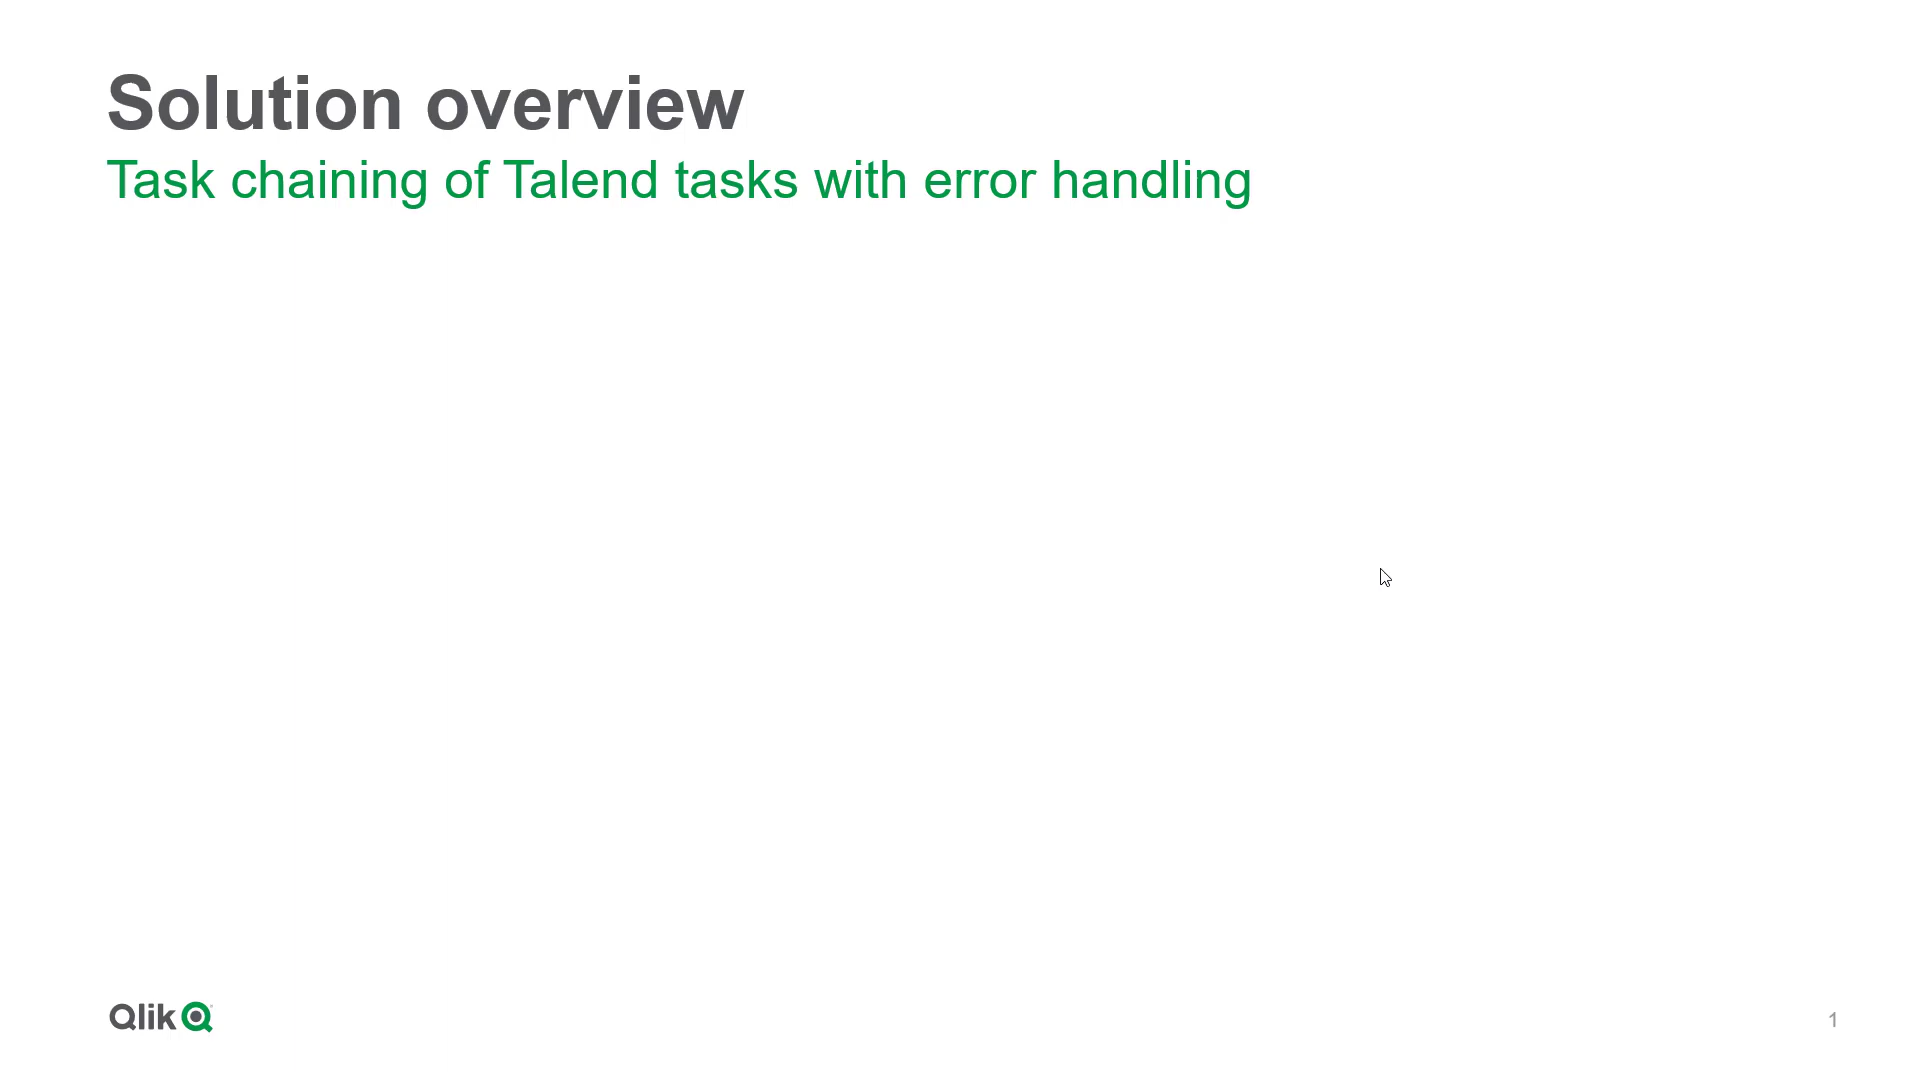 Solution overview
Task chaining of Talend tasks with error handling
Qlik
1